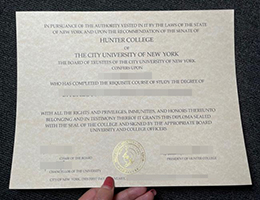 IN PURSUANCE OF THE AUTHORITY VESTED IN IT BY THE LAWS OF THE STATE
OF NEW YORK AND UPON THE RECOMMENDATION OF THE SENATE OF
HUNTER COLLEGE
OF
THE CITY UNIVERSITY OF NEW YORK
THE BOARD OF TRUSTEES OF THE CITY UNIVERSITY OF NEW YORK
CONFERS UPON
WHO HAS COMPLETED THE REQUISITE COURSE OF STUDY THE DEGREE OF
WITH ALL THE RIGHTS AND PRIVILEGES, IMMUNITIES, AND HONORS THEREUNTO
BELONGING AND IN TESTIMONY THEREOF IT GRANTS THIS DIPLOMA SEALED
WITH THE SEAL OF THE COLLEGE AND SIGNED BY THE APPROPRIATE BOARD
UNIVERSITY AND COLLEGE OFFICERS